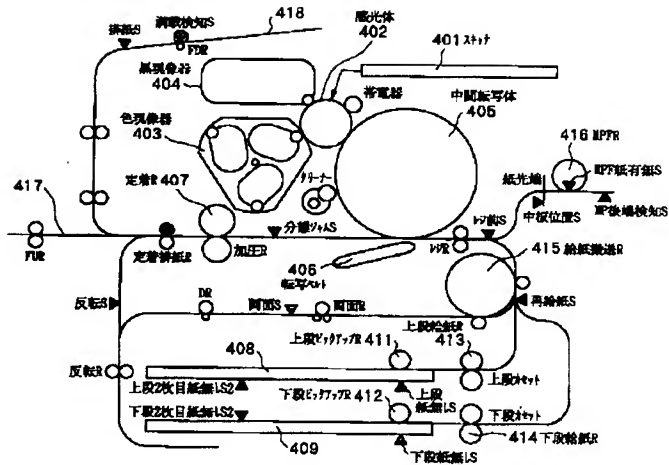 排紙S
満載検知S
418
FDR
黒現像器
404
感光体
402
401 ｽｷｬﾅ
帯電器
中間転写体
405
色現像器
403
定着R 407
ｸﾘｰﾅｰ
416 MPFR
紙先端
MPF紙有無S
417
分離ｼﾞｬﾑS
ﾚｼﾞ前S
中板位置S
MP後端検知S
FUR
定着排紙R
加圧R
ﾚｼﾞR
415 給紙搬送R
406
転写ﾍﾞﾙﾄ
反転S
DR
両面S
両面R
再給紙S
上段給紙R
上段ﾋﾟｯｸｱｯﾌﾟR
411
413
408
反転R
上段2枚目紙無しS2
上段
紙無しS
上段ｶｾｯﾄ
下段2枚目紙無しS2
下段ﾋﾟｯｸｱｯﾌﾟR
412
下段ｶｾｯﾄ
409
下段紙無しS
414 下段給紙R